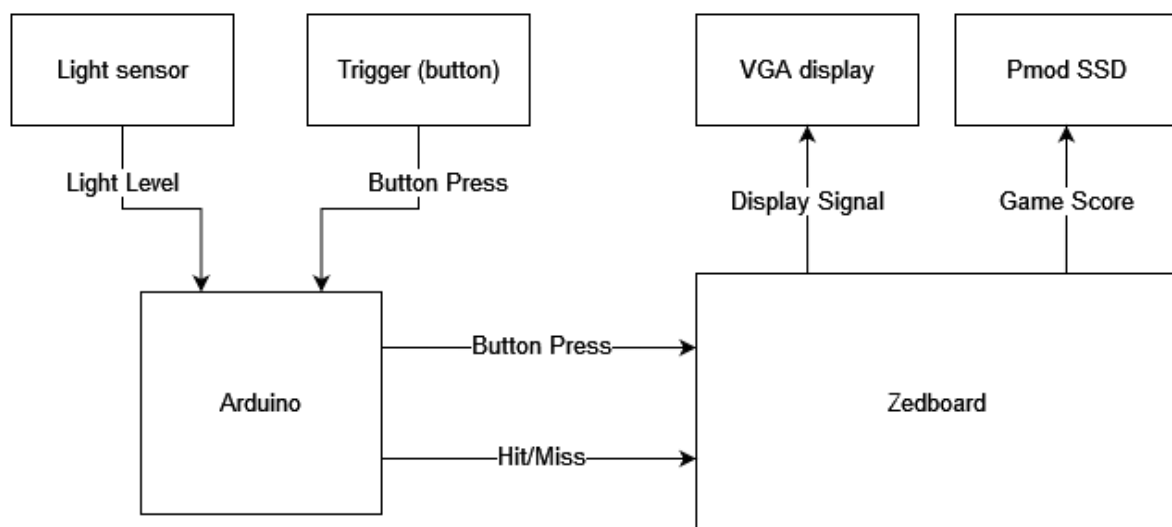 Light sensor
Trigger (button)
VGA display
Pmod SSD
Light Level
Button Press
Display Signal
Game Score
Button Press
Arduino
Zedboard
Hit/Miss